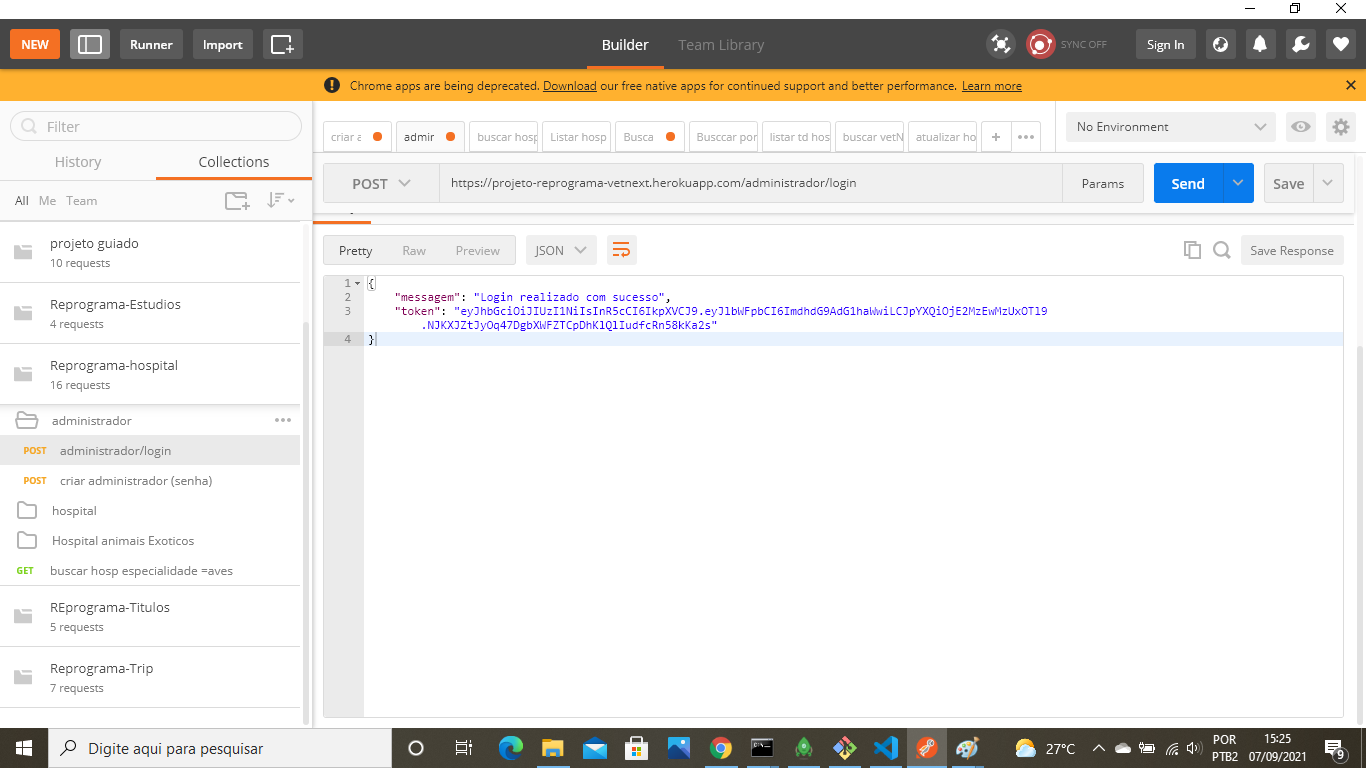 NEW
Runner
Import
Builder
Team Library
SYNC OFF
Sign In
Chrome apps are being deprecated. Download our free native apps for continued support and better performance. Learn more
Filter
History
Collections
All Me Team
projeto guiado
10 requests
Reprograma-Estudios
4 requests
Reprograma-hospital
16 requests
administrador
POST administrador/login
POST criar administrador (senha)
hospital
Hospital animais Exoticos
GET buscar hosp especialidade =aves
REprograma-Titulos
5 requests
Reprograma-Trip
7 requests
criar a
admir
buscar hosp
Listar hosp
Busca
Busccar por
listar td hos
buscar vetN
atualizar ho
No Environment
POST
https://projeto-reprograma-vetnext.herokuapp.com/administrador/login
Params
Send
Save
Pretty Raw Preview
JSON
Save Response
1 {
2 "messagem": "Login realizado com sucesso",
3 "token": "eyJhbGciOiJIUzI1NiIsInR5cCI6IkpXVCJ9.eyJlbWFpbCI6ImdhdG9AdG1haWwiLCJpYXQiOjE2MzEwMzUxOTl9
.NJKXJZtJyOq47DgbXWFZTCpDhKlQlIudfcRn58kKa2s"
4 }
Digite aqui para pesquisar
27°C
POR
PTB2
15:25
07/09/2021
9